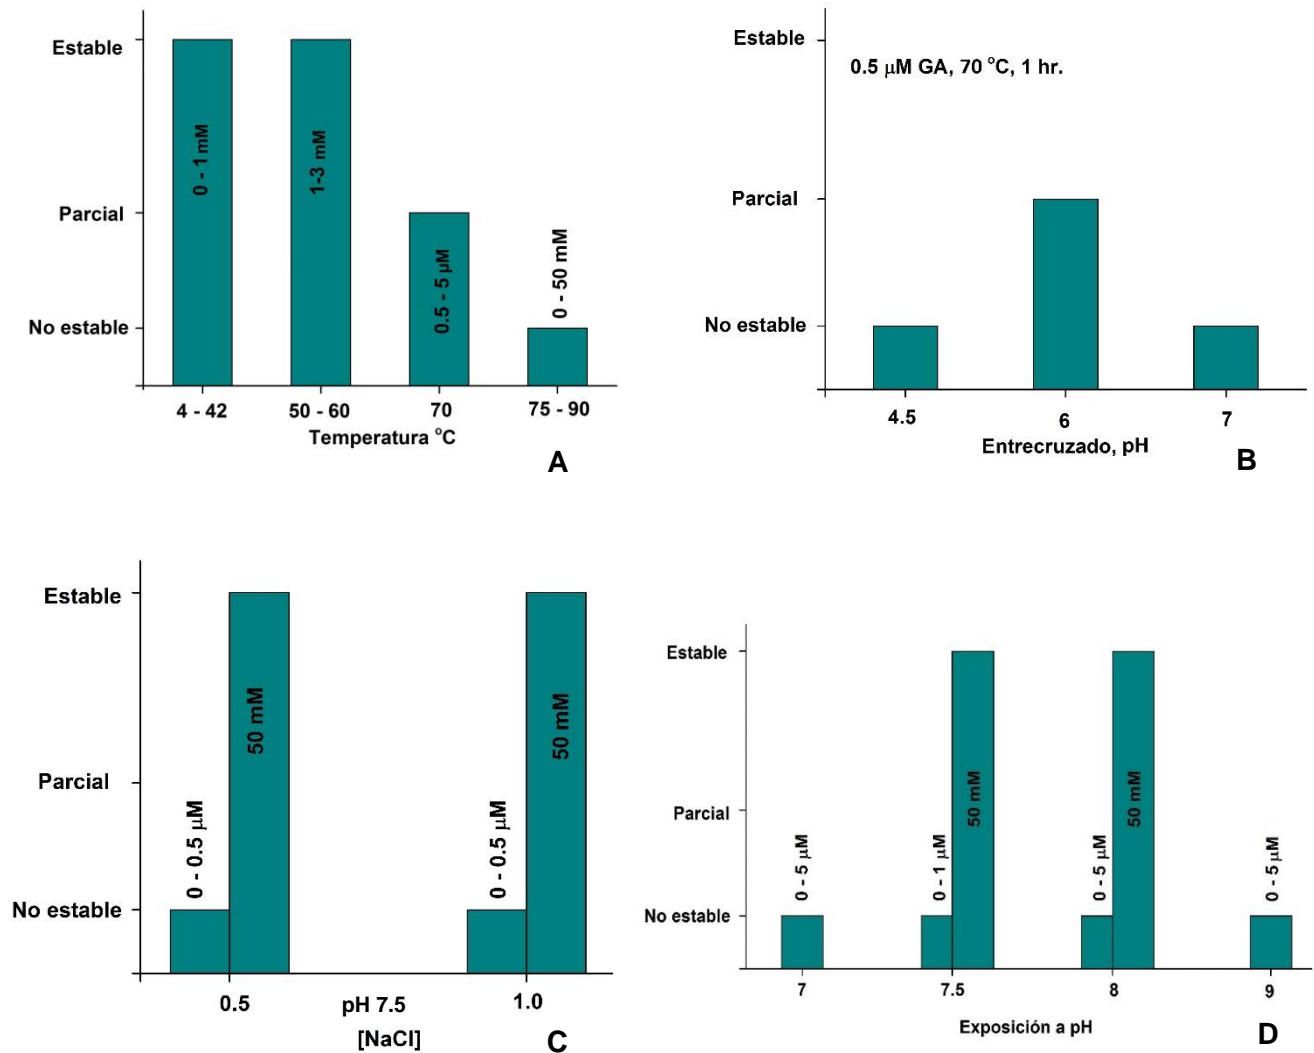 Estable
Parcial
No estable
0 - 1 mM
1-3 mM
0.5 - 5 µM
0 - 50 mM
4 - 42
50 - 60
70
75 - 90
Temperatura °C
A
Estable
Parcial
No estable
0.5 µM GA, 70 °C, 1 hr.
4.5
6
7
Entrecruzado, pH
B
Estable
Parcial
No estable
0 - 0.5 µM
50 mM
0 - 0.5 µM
50 mM
0.5
pH 7.5
1.0
[NaCl]
C
Estable
Parcial
No estable
0 - 5 µM
0 - 1 µM
50 mM
0 - 5 µM
50 mM
0 - 5 µM
7
7.5
8
9
Exposición a pH
D